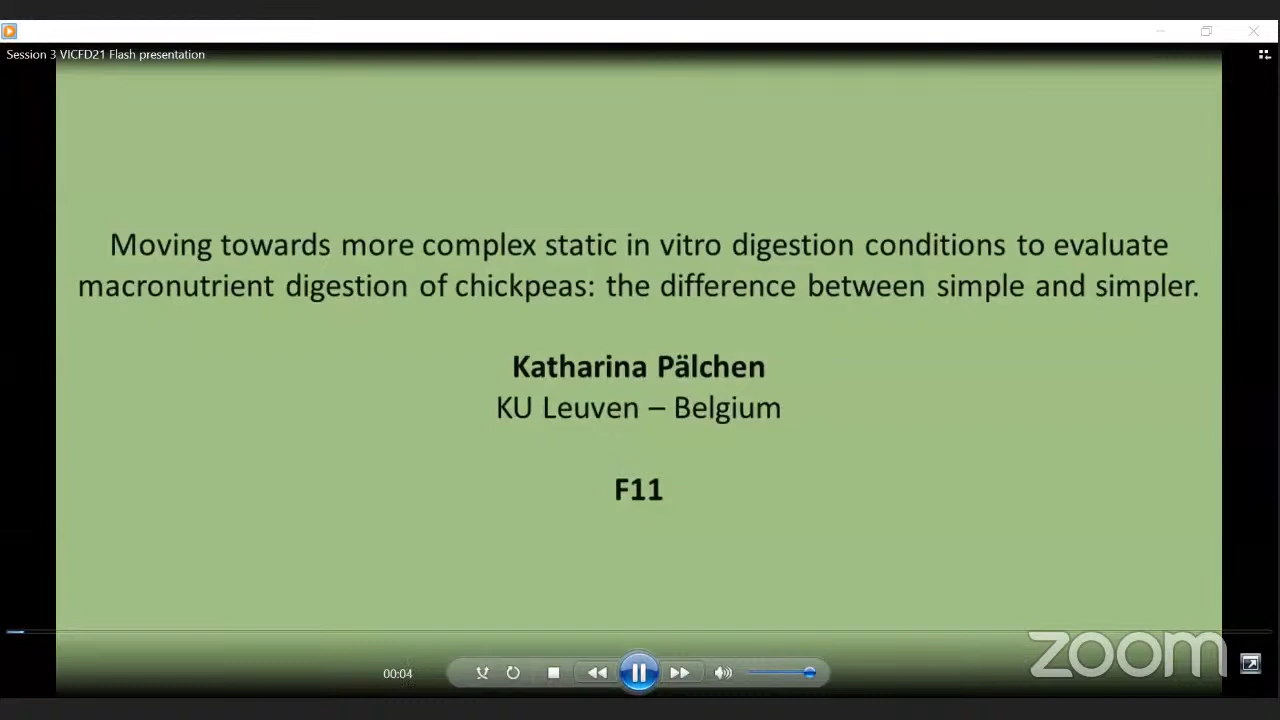 Session 3 VICFD21 Flash presentation
Moving towards more complex static in vitro digestion conditions to evaluate
macronutrient digestion of chickpeas: the difference between simple and simpler.
Katharina Pälchen
KU Leuven – Belgium
F11
00:04
zoom